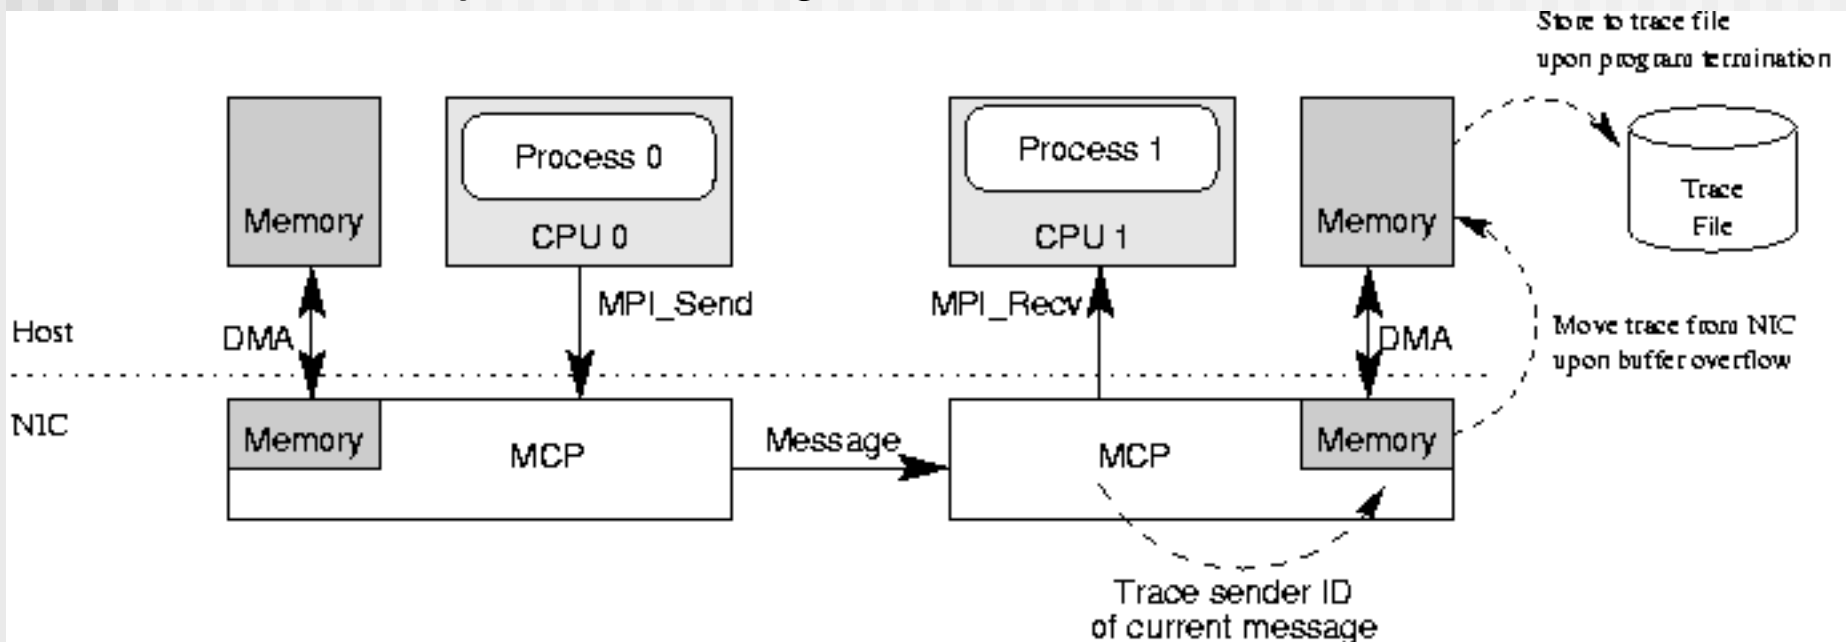 Store to trace file
upon program termination
Process 0
Process 1
Memory
CPU 0
CPU 1
Memory
Trace
File
MPI_Send
MPI_Recv
Host
DMA
DMA
Move trace from NIC
upon buffer overflow
NIC
Memory
MCP
Message
MCP
Memory
Trace sender ID
of current message